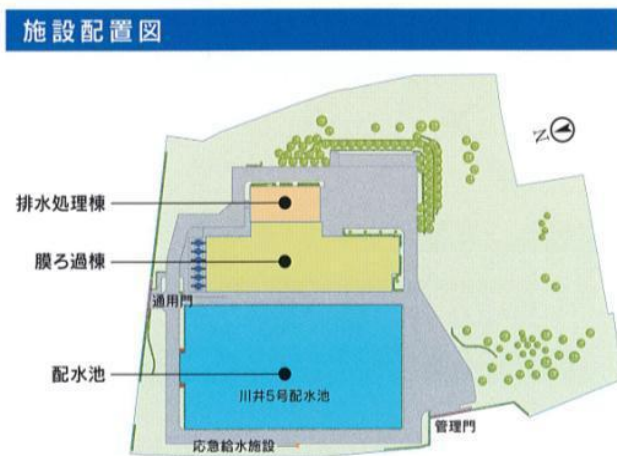 施設配置図
N
排水処理棟
膜ろ過棟
通用門
配水池
川井5号配水池
管理門
応急給水施設